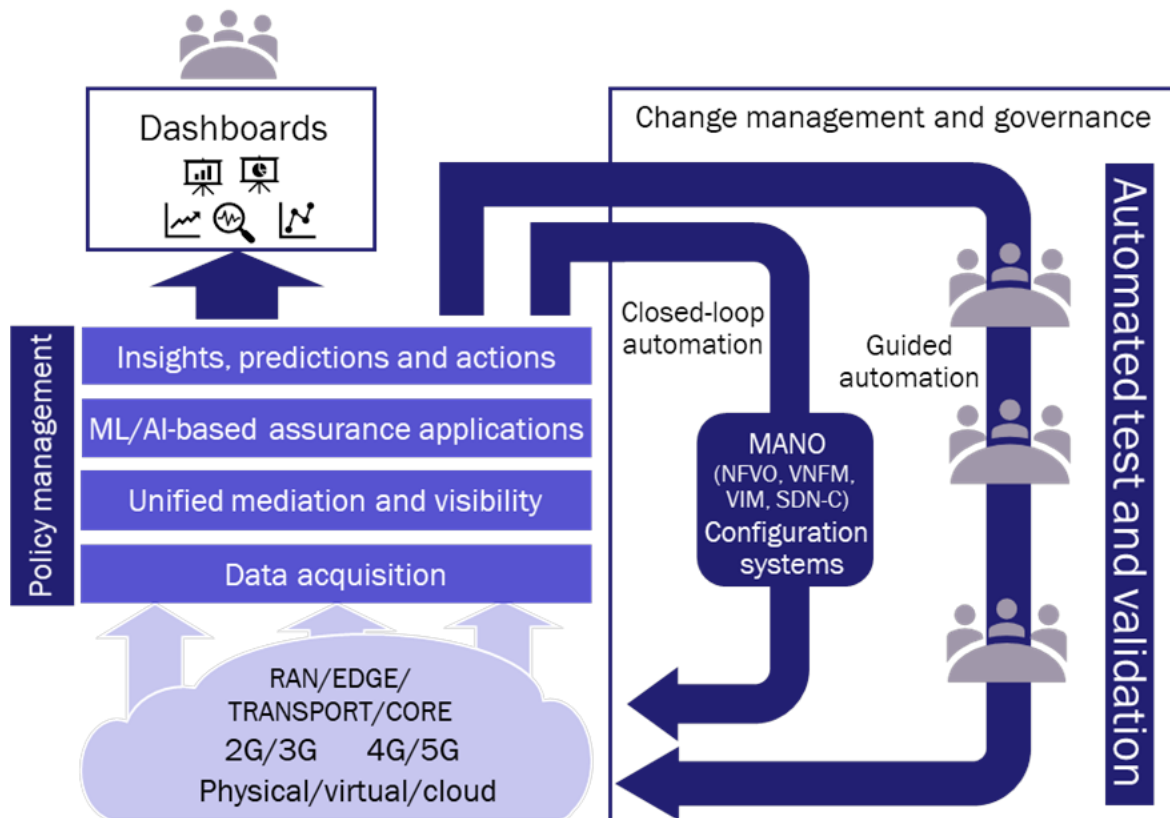 Dashboards
Change management and governance
Policy management
Insights, predictions and actions
ML/AI-based assurance applications
Unified mediation and visibility
Data acquisition
RAN/EDGE/
TRANSPORT/CORE
2G/3G 4G/5G
Physical/virtual/cloud
Closed-loop
automation
MANO
(NFVO, VNFM,
VIM, SDN-C)
Configuration
systems
Guided
automation
Automated test and validation